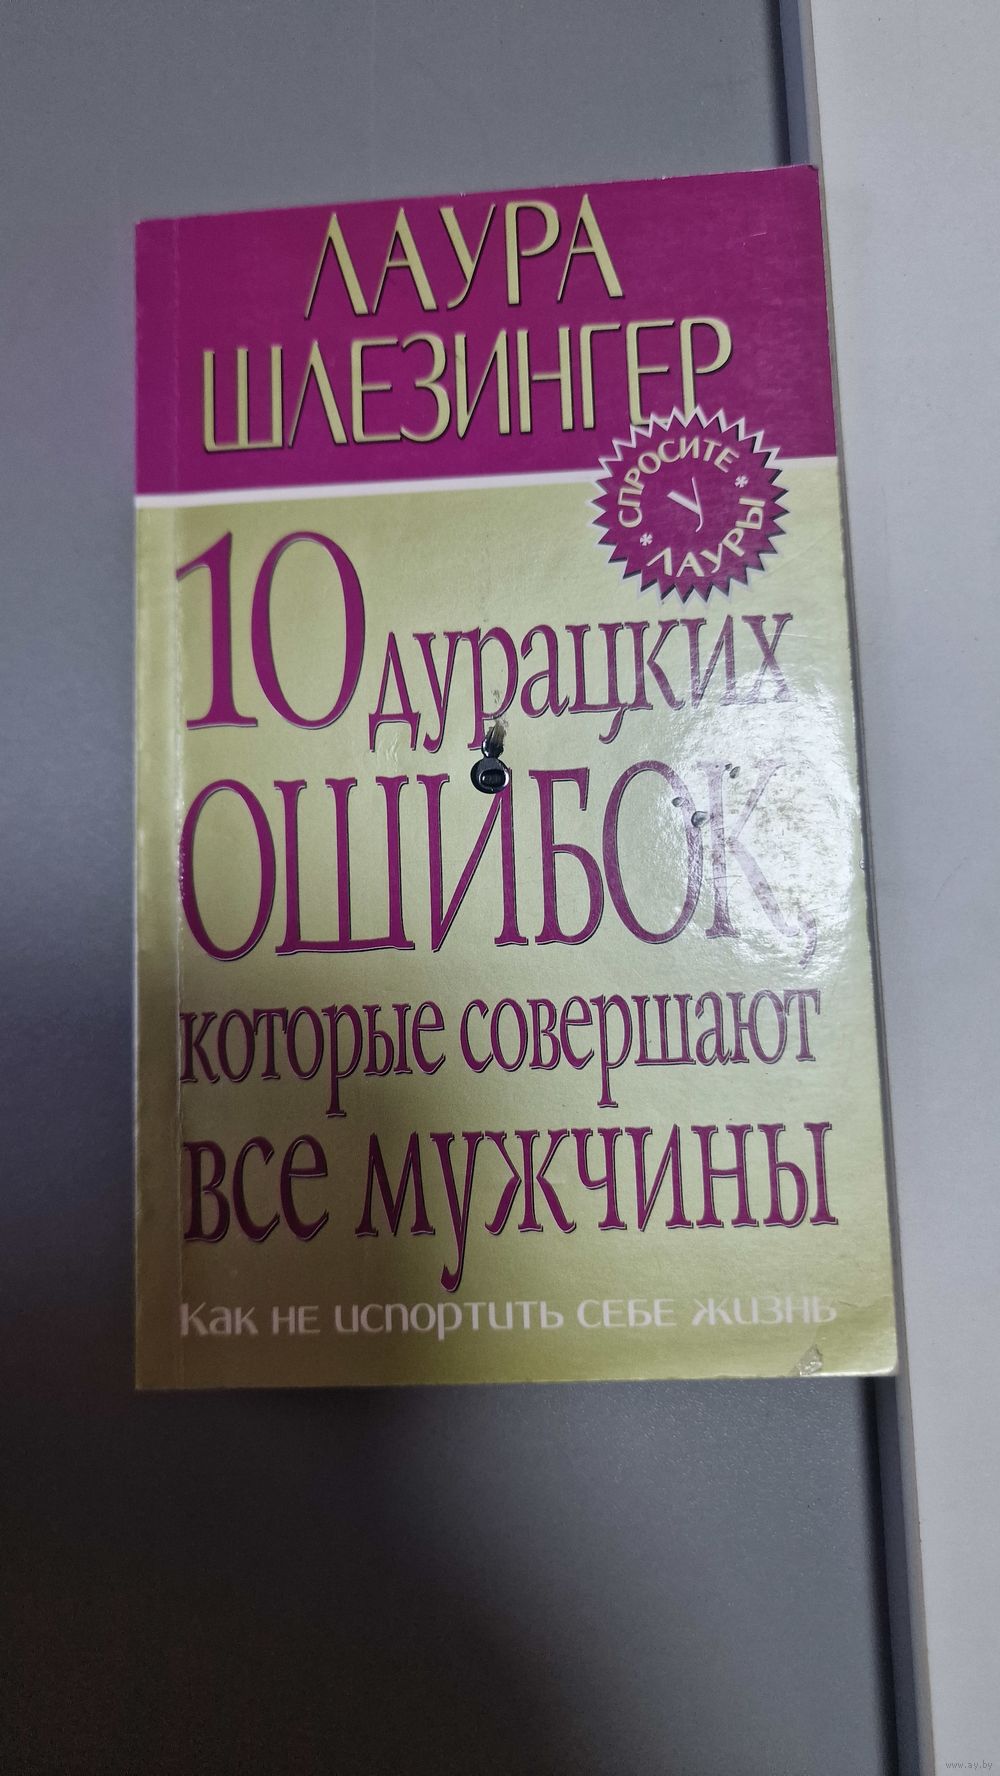 ЛАУРА
ШЛЕЗИНГЕР
СПРОСИТЕ
У
* ЛАУРЫ *
10 дурацких
ОШИБОК,
которые совершают
все мужчины
Как не испортить себе жизнь
www.ay.by